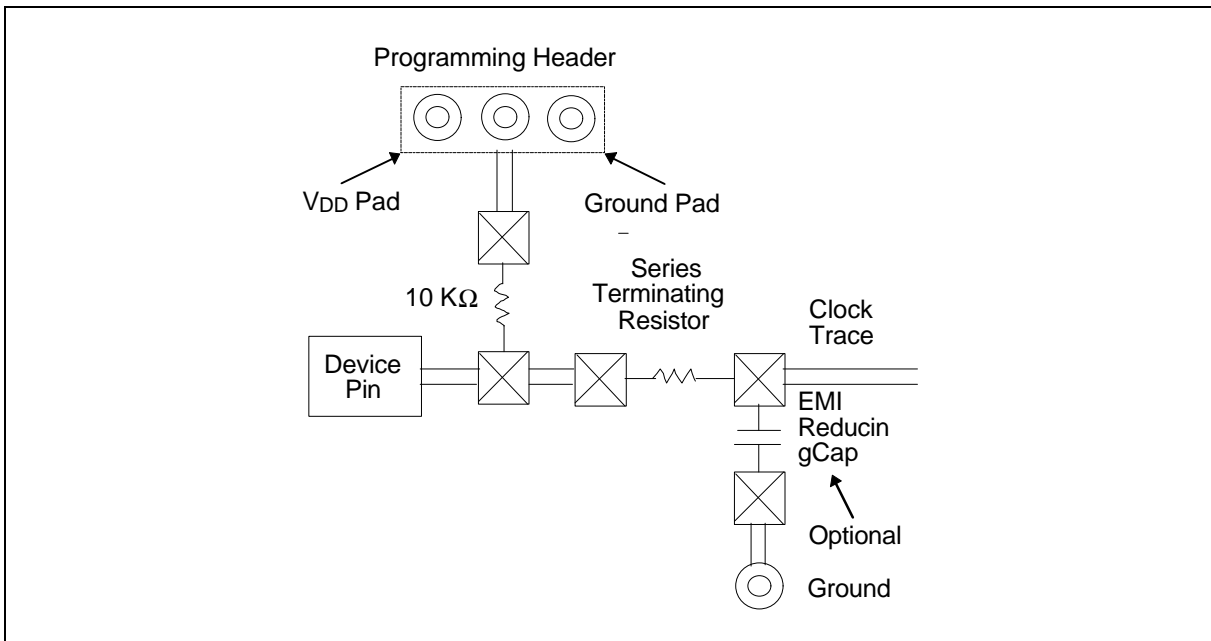 Programming Header
VDD Pad
Ground Pad
Series
Terminating
Resistor
10 KΩ
Clock
Trace
Device
Pin
EMI
Reducin
gCap
Optional
Ground